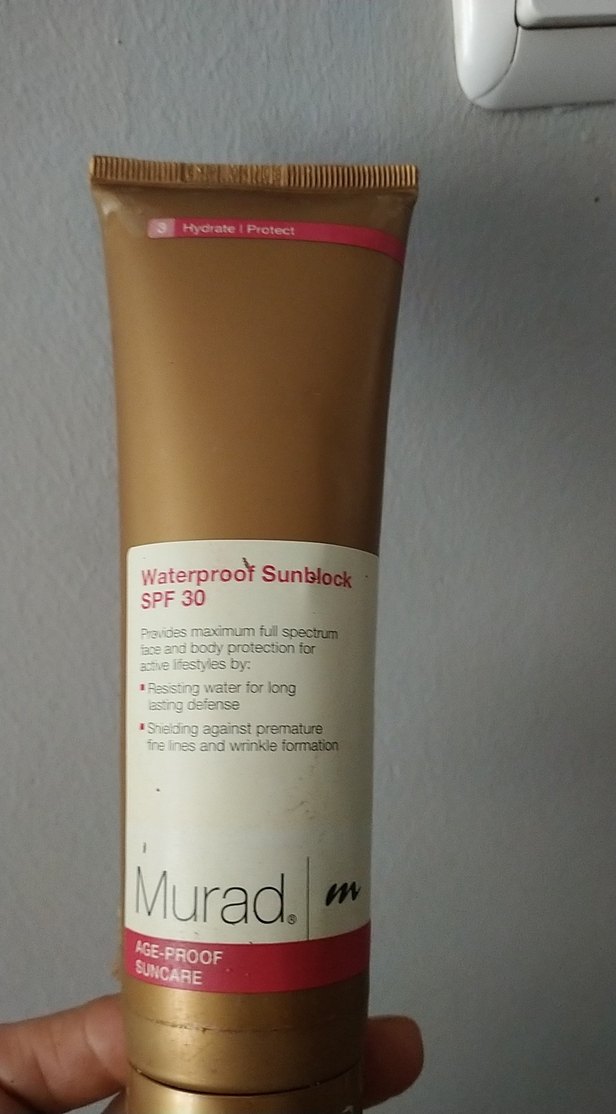 3 Hydrate | Protect
Waterproof Sunblock
SPF 30
Provides maximum full spectrum
face and body protection for
active lifestyles by:
▪ Resisting water for long
lasting defense
▪ Shielding against premature
fine lines and wrinkle formation
Murad® m
AGE-PROOF
SUNCARE